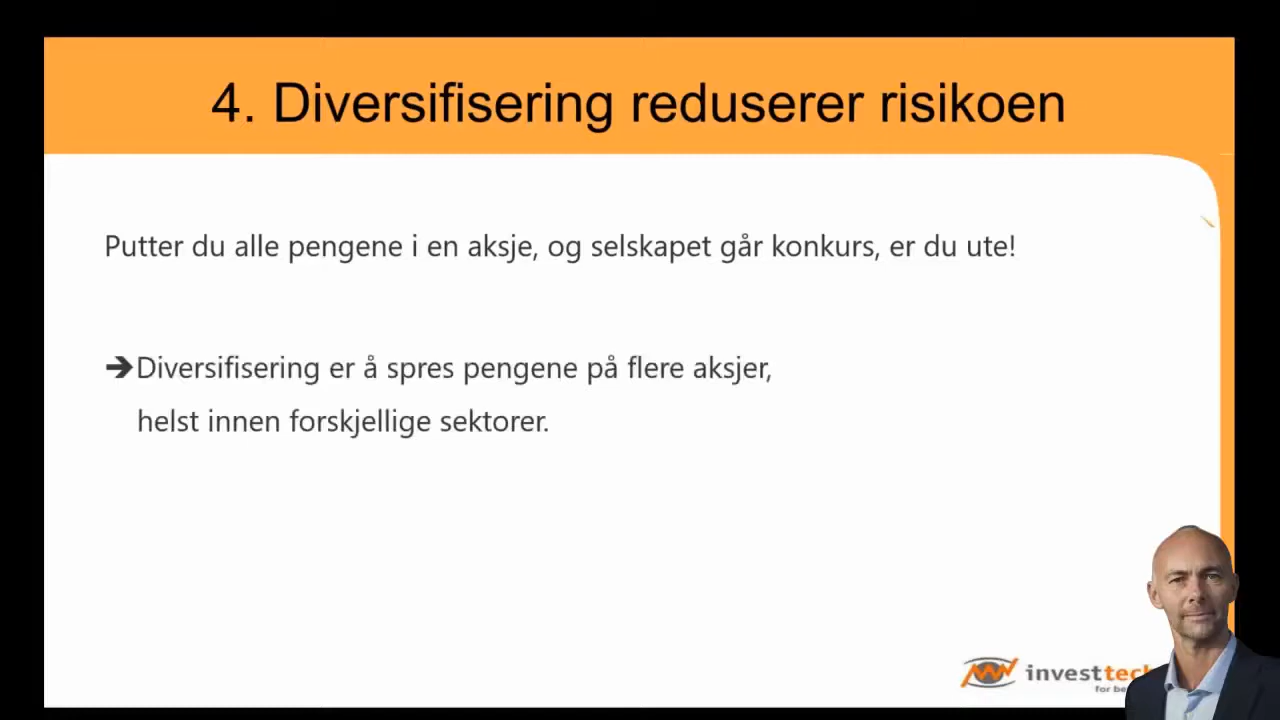 4. Diversifisering reduserer risikoen
Putter du alle pengene i en aksje, og selskapet går konkurs, er du ute!
➔Diversifisering er å spres pengene på flere aksjer,
helst innen forskjellige sektorer.
investtech
for